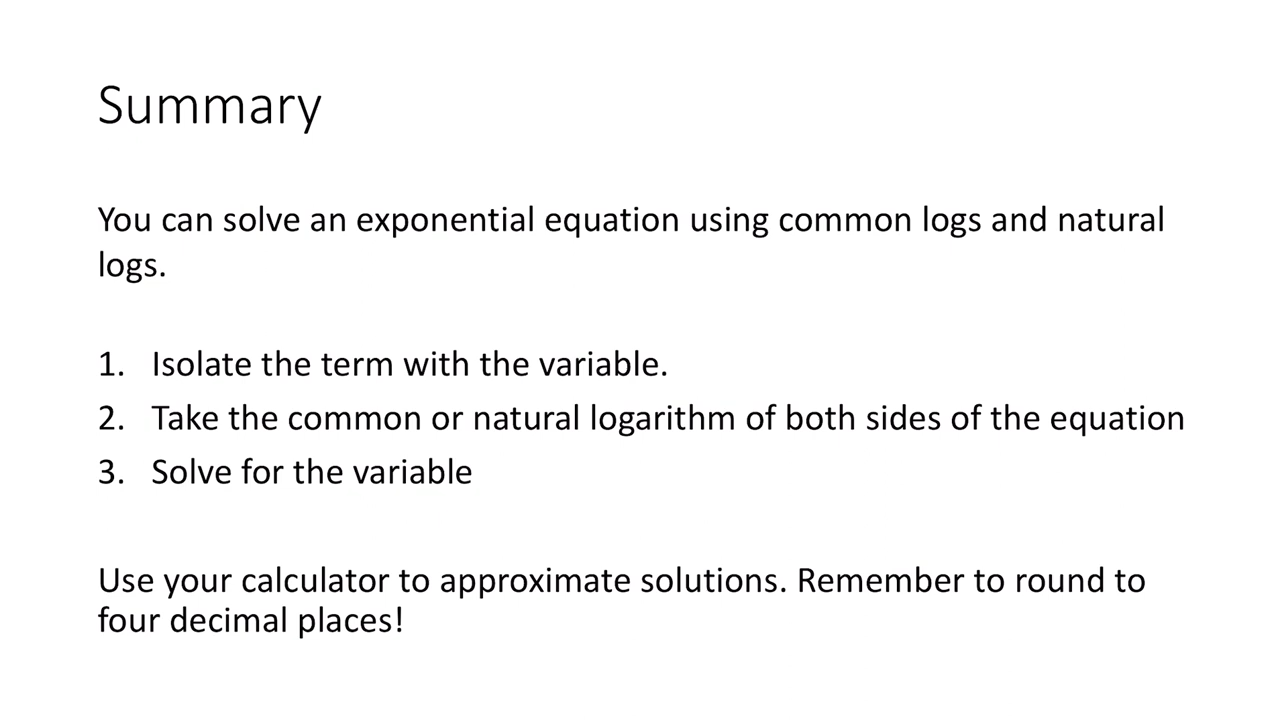 Summary
You can solve an exponential equation using common logs and natural
logs.
1. Isolate the term with the variable.
2. Take the common or natural logarithm of both sides of the equation
3. Solve for the variable
Use your calculator to approximate solutions. Remember to round to
four decimal places!